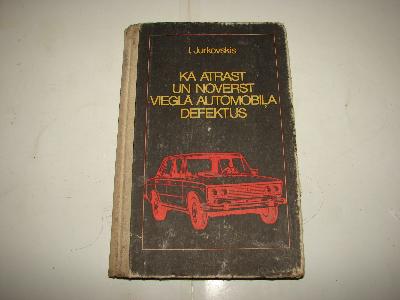 I. Jurkovskis
KĀ ATRAST
UN NOVĒRST
VIEGLĀ AUTOMOBIĻA
DEFEKTUS